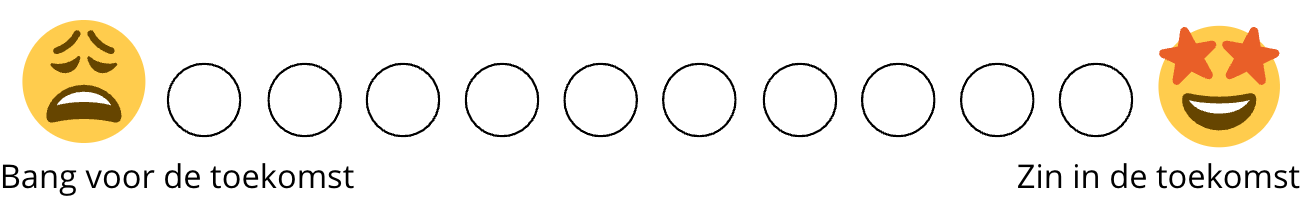 Bang voor de toekomst
Zin in de toekomst